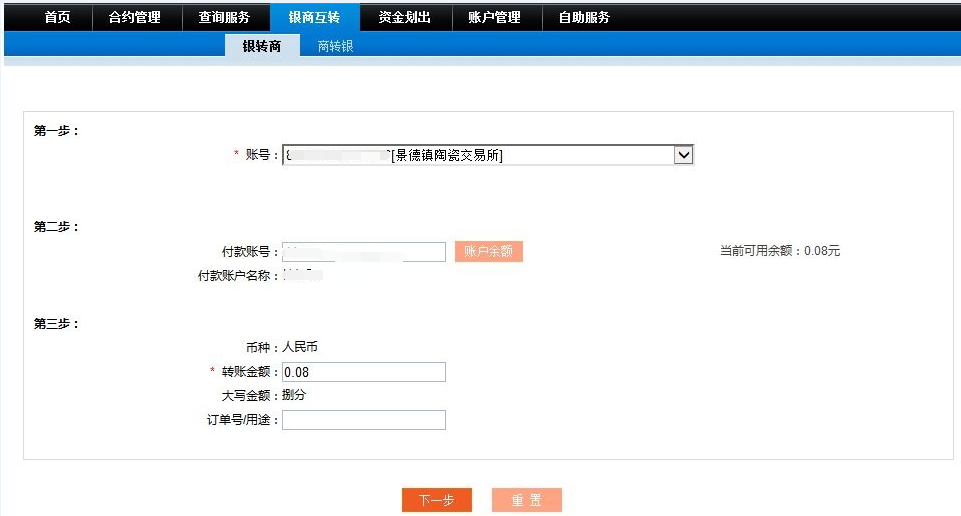 首页 合约管理 查询服务 银商互转 资金划出 账户管理 自助服务
银转商 商转银
第一步：
* 账号： [景德镇陶瓷交易所]
第二步：
付款账号： 账户余额 当前可用余额：0.08元
付款账户名称：
第三步：
币种：人民币
* 转账金额：0.08
大写金额：捌分
订单号/用途：
下一步 重 置